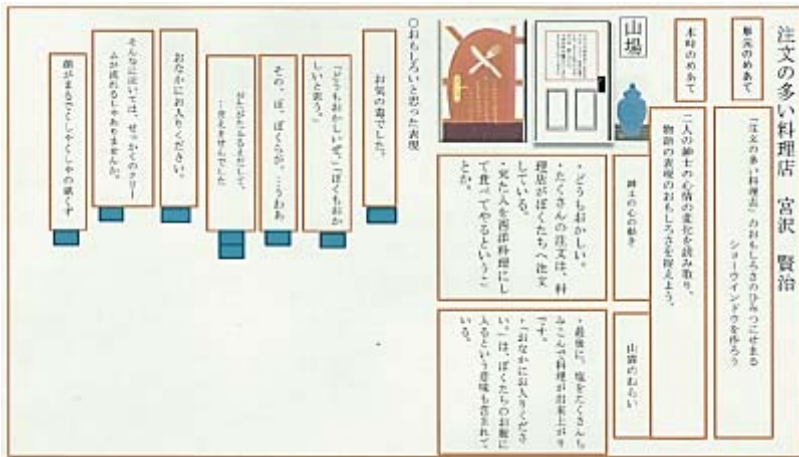 注文の多い料理店　宮沢　賢治
単元のめあて
「注文の多い料理店」のおもしろさのひみつにせまる
ショーウインドウを作ろう
本時のめあて
二人の紳士の心情の変化を読み取り、
物語の表現のおもしろさを捉えよう。
山場
紳士の心の動き
・どうもおかしい。
・たくさんの注文は、料
理店がぼくたちへ注文
している。
・来た人を西洋料理にし
て食べてやるというこ
とか。
山猫のねらい
・最後に、塩をたくさんも
みこんで料理が出来上がり
です。
・「おなかにお入りくださ
い。」は、ぼくたちのお腹に
入るという意味も含まれて
いる。
○おもしろいと思った表現
お気の毒でした。
「どうもおかしいぜ。」「ぼくもおか
しいと思う。」
その、ぼ、ぼくらが、…うわあ
がたがたふるえだして、
…言えませんでした
おなかにお入りください。
そんなに泣いては、せっかくのクリー
ムが流れるじゃありませんか。
顔がまるでくしゃくしゃの紙くず